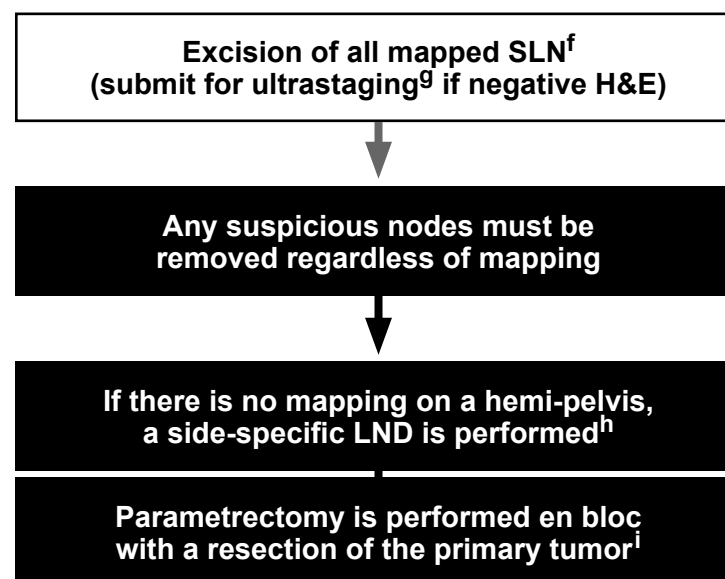 Excision of all mapped SLNf
(submit for ultrastagingg if negative H&E)
Any suspicious nodes must be
removed regardless of mapping
If there is no mapping on a hemi-pelvis,
a side-specific LND is performedh
Parametrectomy is performed en bloc
with a resection of the primary tumori